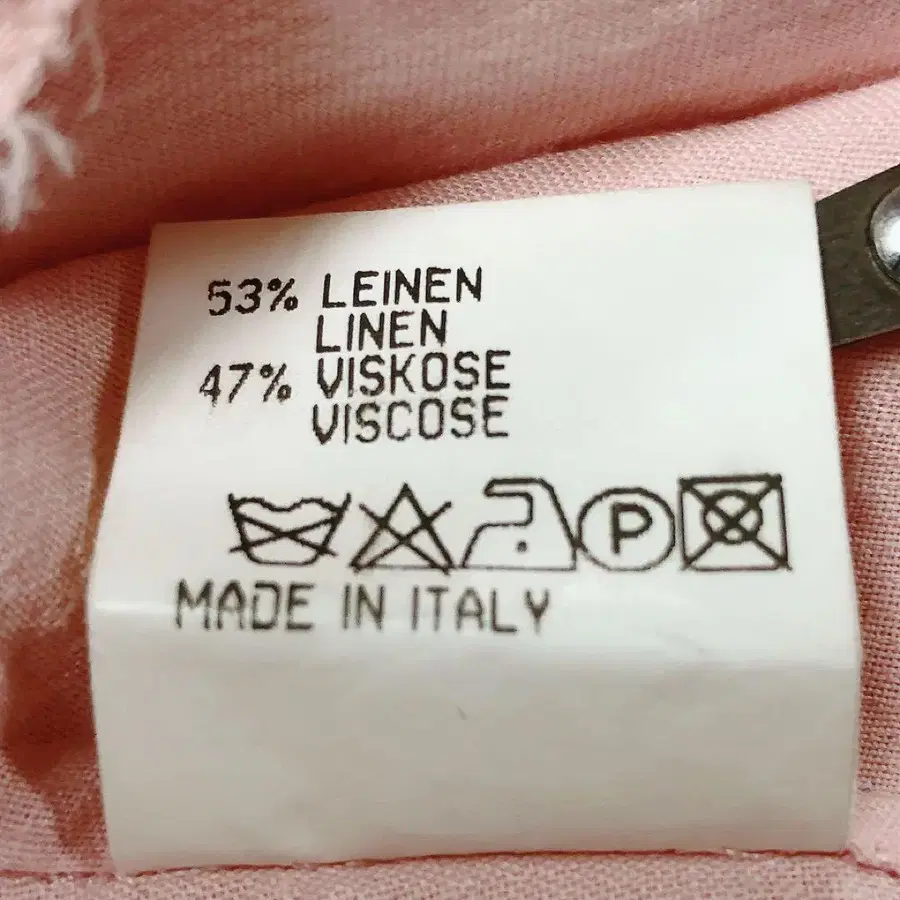 53% LEINEN
LINEN
47% VISKOSE
VISCOSE
P
MADE IN ITALY